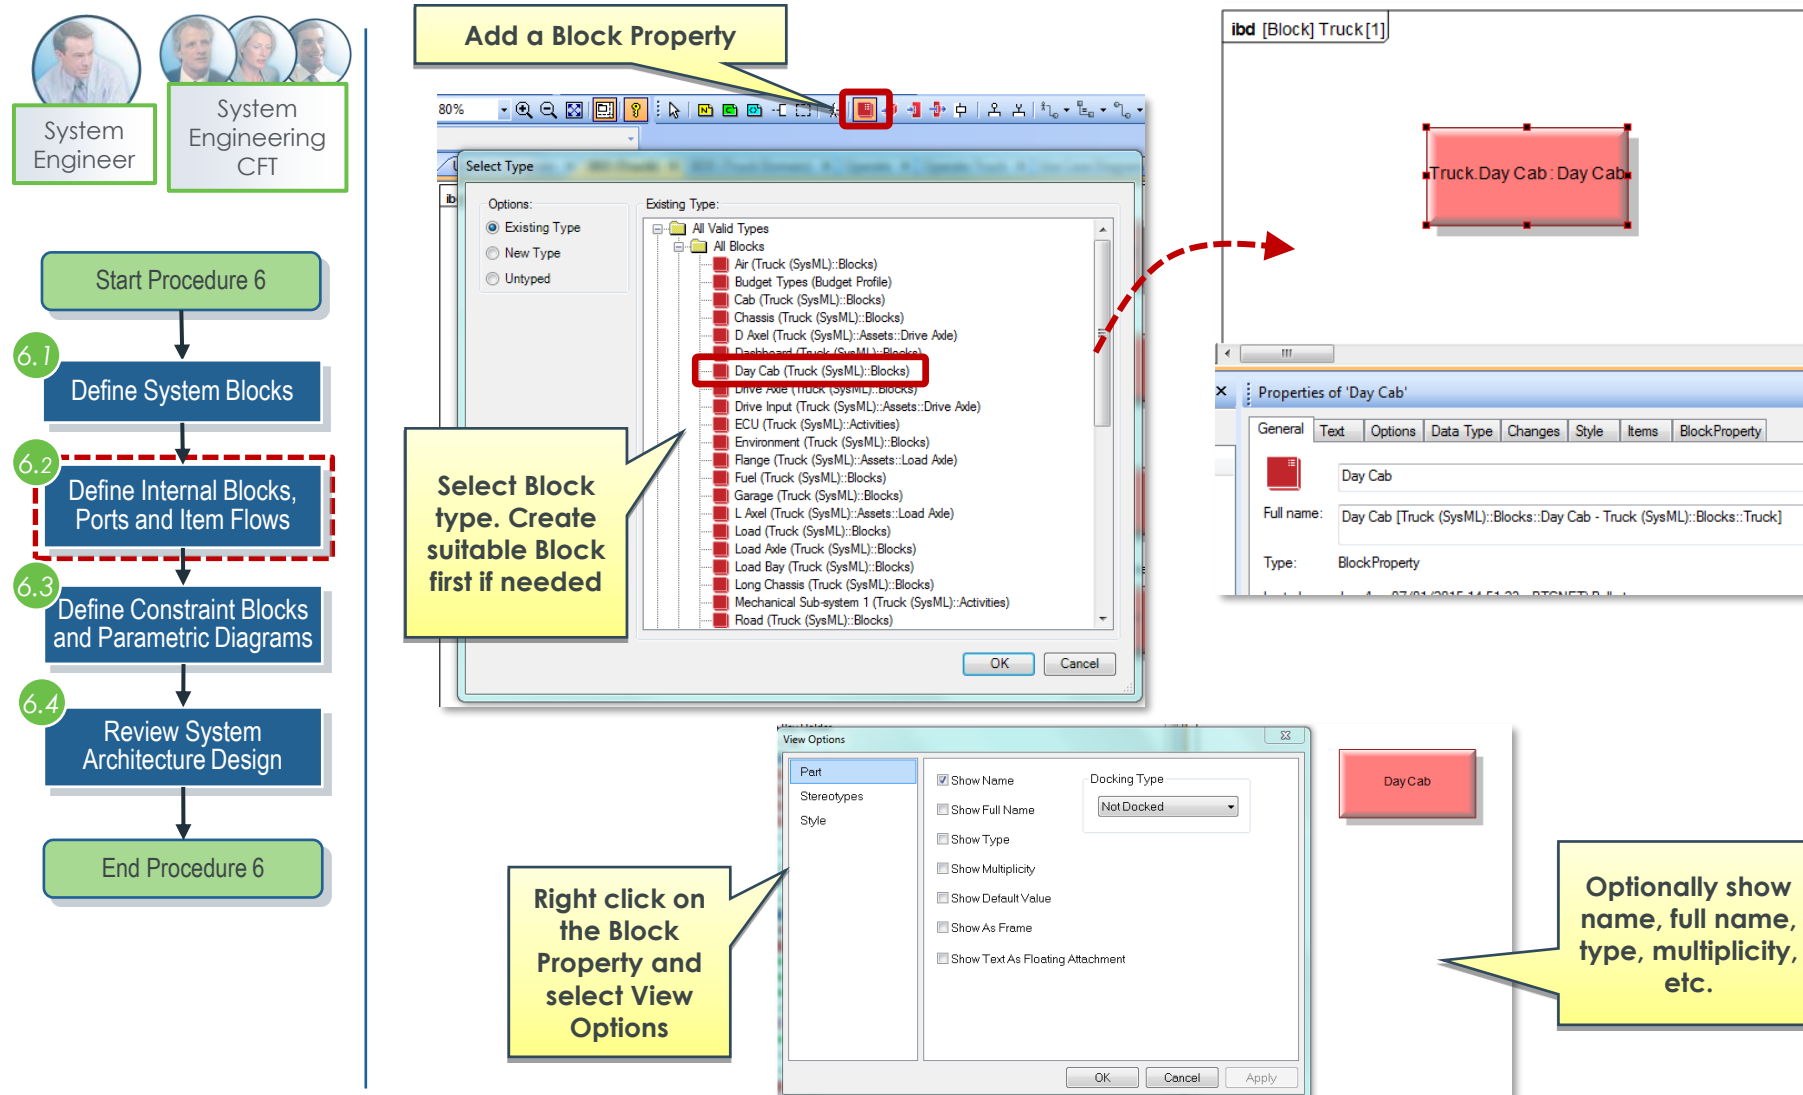 System
Engineer
System
Engineering
CFT
Start Procedure 6
6.1
Define System Blocks
6.2
Define Internal Blocks,
Ports and Item Flows
6.3
Define Constraint Blocks
and Parametric Diagrams
6.4
Review System
Architecture Design
End Procedure 6
Add a Block Property
80%
Select Type
Options:
Existing Type
New Type
Untyped
Existing Type:
All Valid Types
All Blocks
Air (Truck (SysML)::Blocks)
Budget Types (Budget Profile)
Cab (Truck (SysML)::Blocks)
Chassis (Truck (SysML)::Blocks)
D Axel (Truck (SysML)::Assets::Drive Axle)
Dashboard (Truck (SysML)::Blocks)
Day Cab (Truck (SysML)::Blocks)
Drive Axle (Truck (SysML)::Blocks)
Drive Input (Truck (SysML)::Assets::Drive Axle)
ECU (Truck (SysML)::Activities)
Environment (Truck (SysML)::Blocks)
Flange (Truck (SysML)::Assets::Load Axle)
Fuel (Truck (SysML)::Blocks)
Garage (Truck (SysML)::Blocks)
L Axel (Truck (SysML)::Assets::Load Axle)
Load (Truck (SysML)::Blocks)
Load Axle (Truck (SysML)::Blocks)
Load Bay (Truck (SysML)::Blocks)
Long Chassis (Truck (SysML)::Blocks)
Mechanical Sub-system 1 (Truck (SysML)::Activities)
Road (Truck (SysML)::Blocks)
OK Cancel
Select Block
type. Create
suitable Block
first if needed
ibd [Block] Truck [1]
Truck.Day Cab : Day Cab
Properties of 'Day Cab'
General Text Options Data Type Changes Style Items BlockProperty
Day Cab
Full name: Day Cab [Truck (SysML)::Blocks::Day Cab - Truck (SysML)::Blocks::Truck]
Type: BlockProperty
View Options
Part
Stereotypes
Style
Show Name
Show Full Name
Show Type
Show Multiplicity
Show Default Value
Show As Frame
Show Text As Floating Attachment
Docking Type
Not Docked
OK Cancel Apply
Day Cab
Right click on
the Block
Property and
select View
Options
Optionally show
name, full name,
type, multiplicity,
etc.